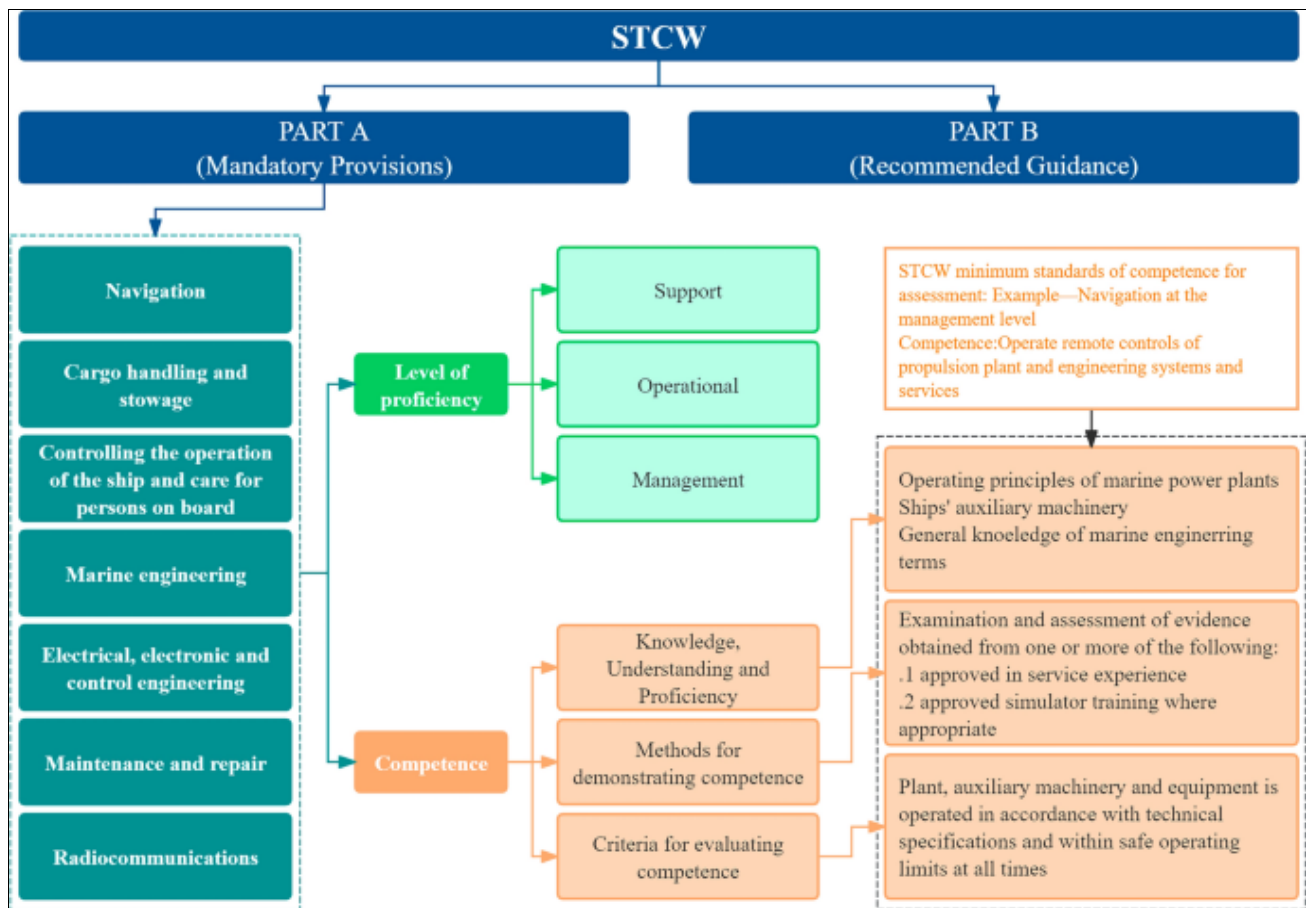 STCW
PART A
(Mandatory Provisions)
PART B
(Recommended Guidance)
Navigation
Cargo handling and
stowage
Controlling the operation
of the ship and care for
persons on board
Marine engineering
Electrical, electronic and
control engineering
Maintenance and repair
Radiocommunications
Level of
proficiency
Competence
Support
Operational
Management
Knowledge,
Understanding and
Proficiency
Methods for
demonstrating competence
Criteria for evaluating
competence
STCW minimum standards of competence for
assessment: Example—Navigation at the
management level
Competence:Operate remote controls of
propulsion plant and engineering systems and
services
Operating principles of marine power plants
Ships' auxiliary machinery
General knoeledge of marine enginerring
terms
Examination and assessment of evidence
obtained from one or more of the following:
.1 approved in service experience
.2 approved simulator training where
appropriate
Plant, auxiliary machinery and equipment is
operated in accordance with technical
specifications and within safe operating
limits at all times